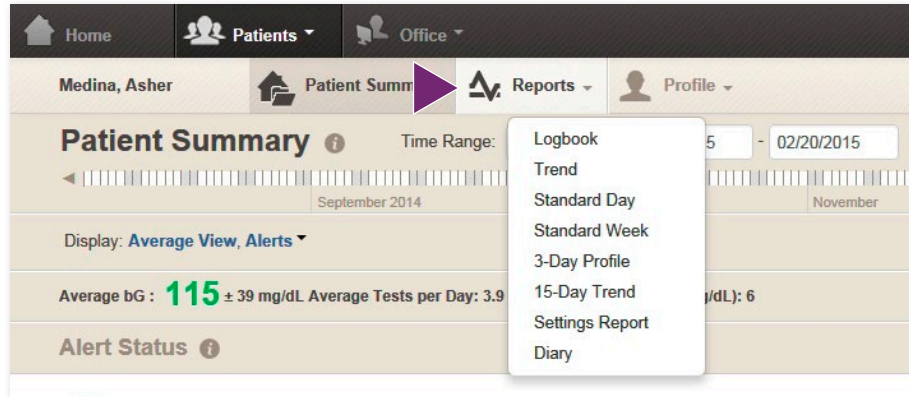 Home Patients Office
Medina, Asher Patient Summ Reports Profile
Patient Summary Time Range: 5 - 02/20/2015
September 2014 November
Display: Average View, Alerts
Average bG : 115 ± 39 mg/dL Average Tests per Day: 3.9 g/dL): 6
Alert Status
Logbook
Trend
Standard Day
Standard Week
3-Day Profile
15-Day Trend
Settings Report
Diary